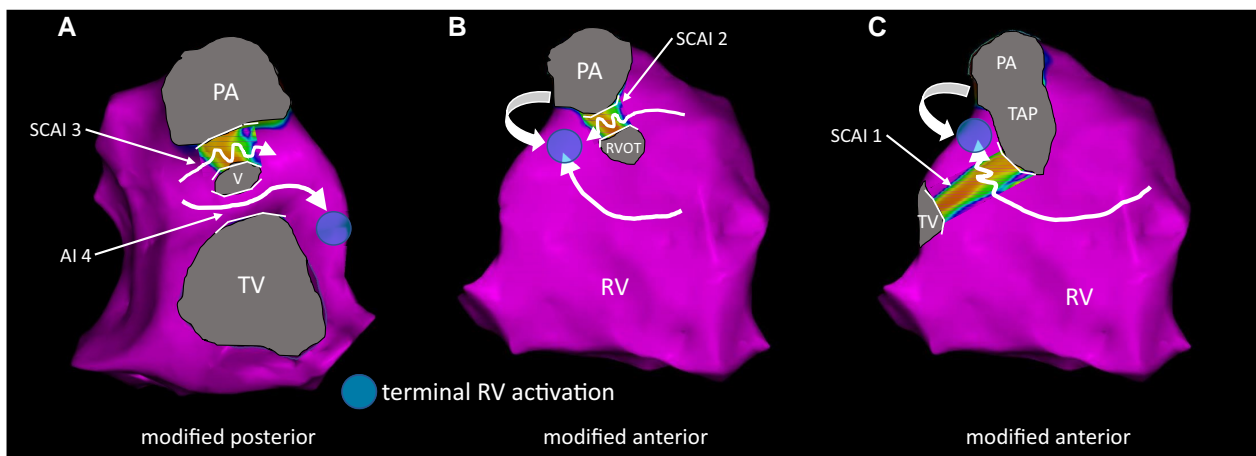 A
PA
SCAI 3
V
AI 4
TV
modified posterior
B
SCAI 2
PA
RVOT
RV
modified anterior
C
PA
TAP
SCAI 1
TV
RV
modified anterior
terminal RV activation